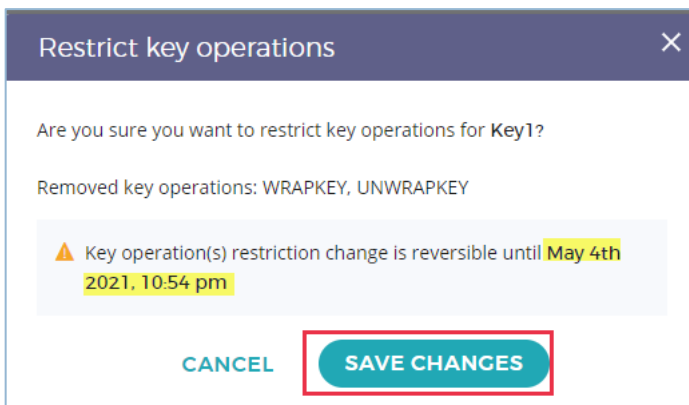 Restrict key operations
Are you sure you want to restrict key operations for Key1?
Removed key operations: WRAPKEY, UNWRAPKEY
Key operation(s) restriction change is reversible until May 4th
2021, 10:54 pm
CANCEL SAVE CHANGES